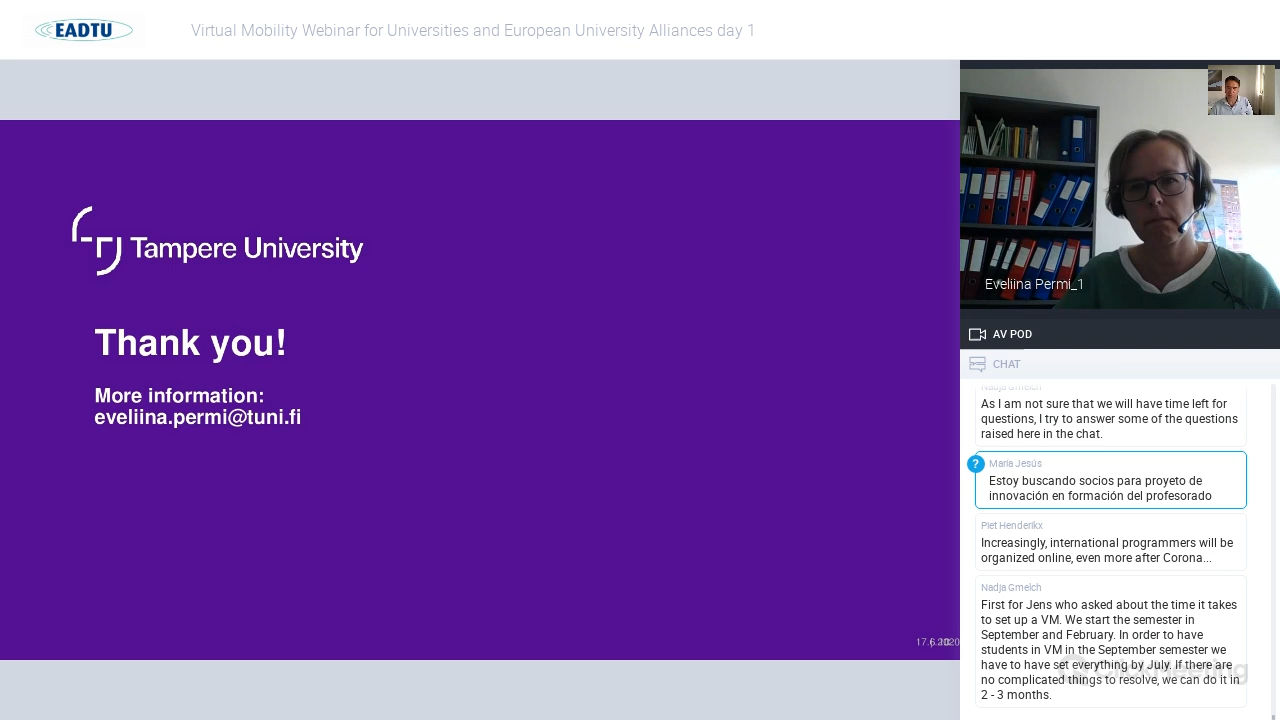 EADTU
Virtual Mobility Webinar for Universities and European University Alliances day 1
Tampere University
Thank you!
More information:
eveliina.permi@tuni.fi
Eveliina Permi_1
AV POD
CHAT
Nadja Gmelch
As I am not sure that we will have time left for
questions, I try to answer some of the questions
raised here in the chat.
?
María Jesús
Estoy buscando socios para proyeto de
innovación en formación del profesorado
Piet Henderikx
Increasingly, international programmers will be
organized online, even more after Corona...
Nadja Gmelch
First for Jens who asked about the time it takes
to set up a VM. We start the semester in
September and February. In order to have
students in VM in the September semester we
have to have set everything by July. If there are
no complicated things to resolve, we can do it in
2 - 3 months.
ClickMeeting